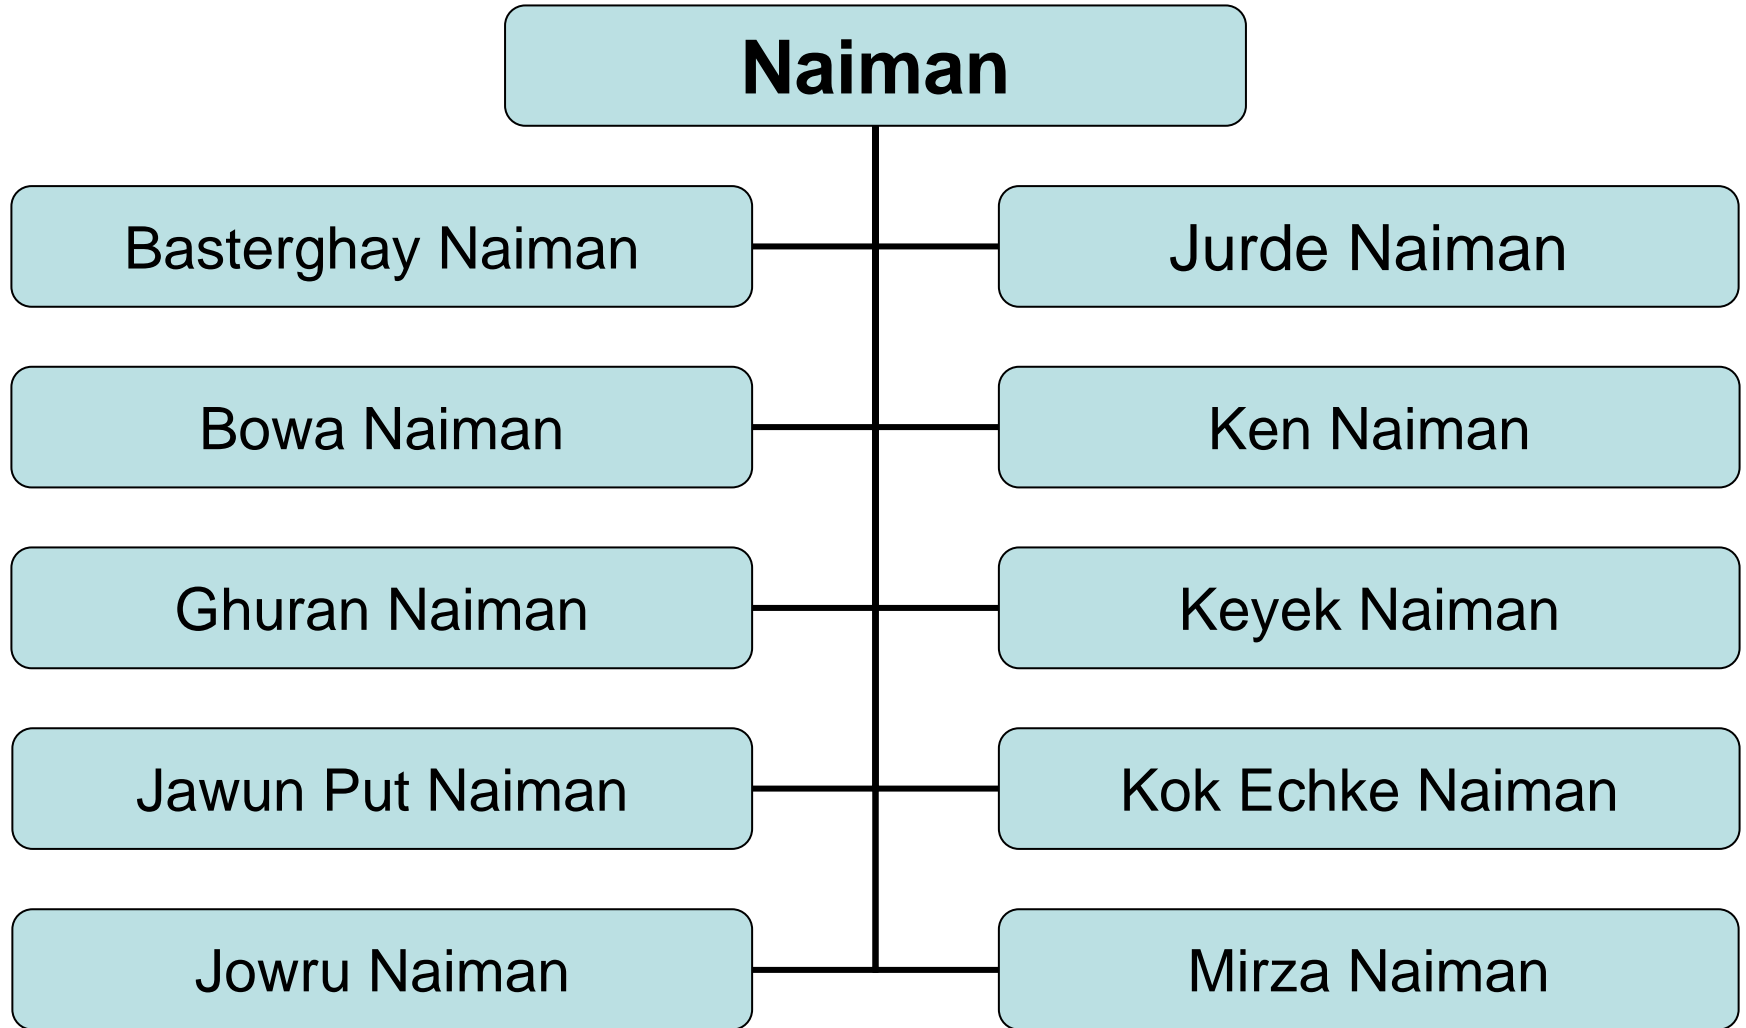 Naiman
Basterghay Naiman
Jurde Naiman
Bowa Naiman
Ken Naiman
Ghuran Naiman
Keyek Naiman
Jawun Put Naiman
Kok Echke Naiman
Jowru Naiman
Mirza Naiman